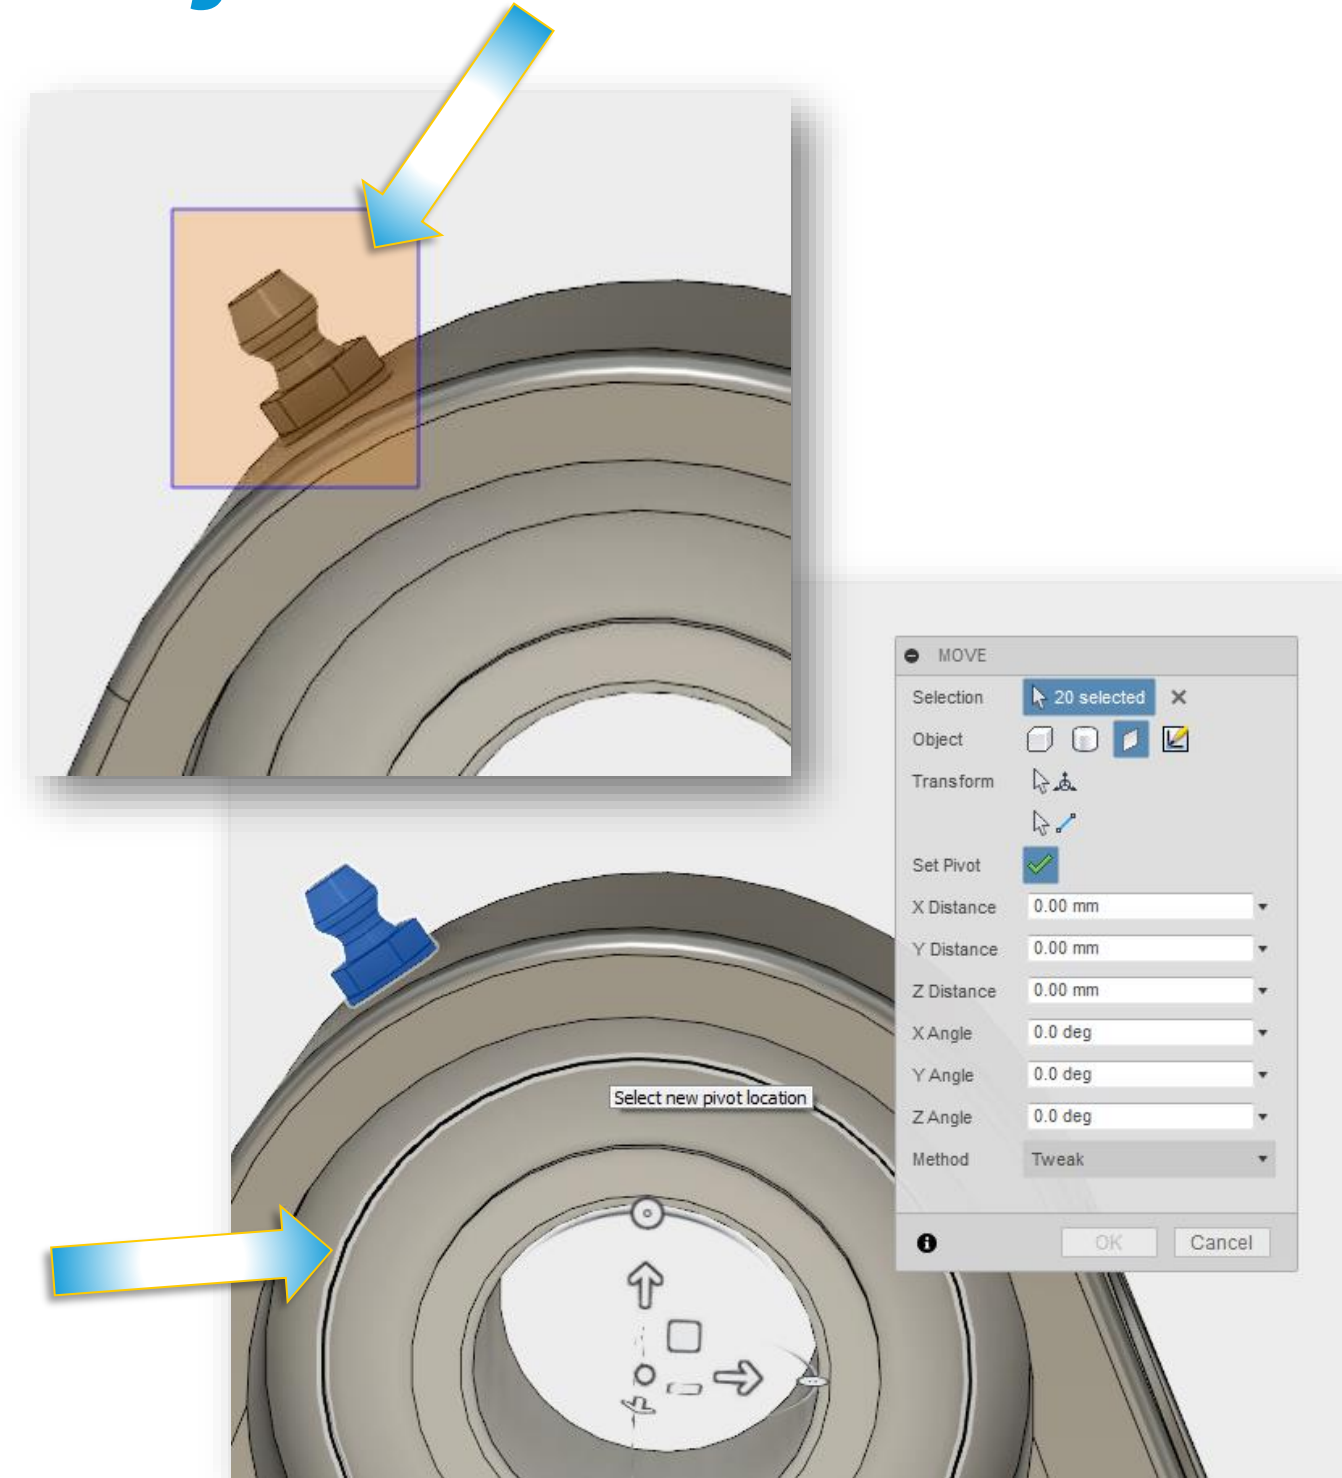 MOVE
Selection 20 selected
Object
Transform
Set Pivot
X Distance 0.00 mm
Y Distance 0.00 mm
Z Distance 0.00 mm
X Angle 0.0 deg
Y Angle 0.0 deg
Select new pivot location
Z Angle 0.0 deg
Method Tweak
OK Cancel